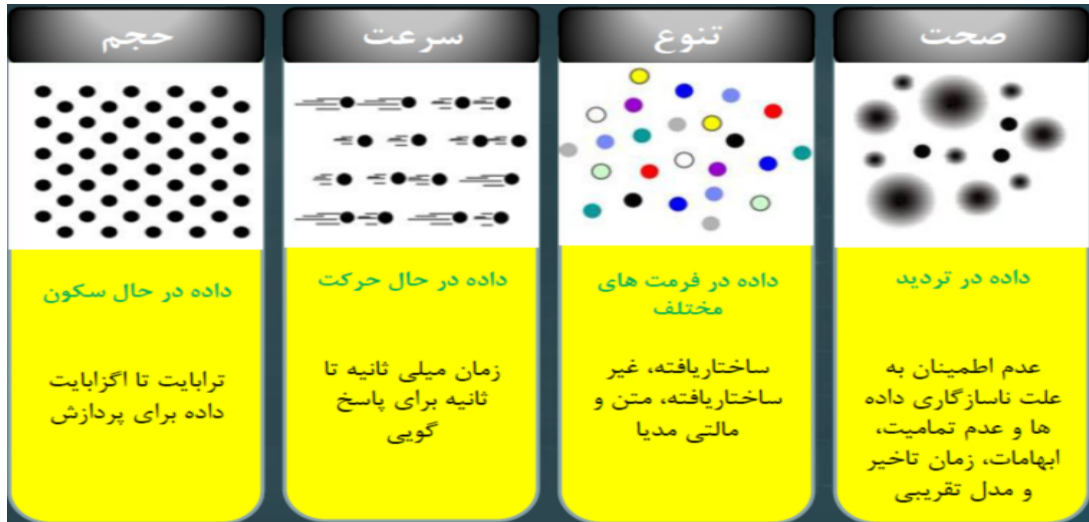 صحت
داده در تردید
عدم اطمینان به
علت ناسازگاری داده
ها و عدم تمامیت،
ابهامات، زمان تاخیر
و مدل تقریبی
تنوع
داده در فرمت های
مختلف
ساختاریافته، غیر
ساختاریافته، متن و
مالتی مدیا
سرعت
داده در حال حرکت
زمان میلی ثانیه تا
ثانیه برای پاسخ
گویی
حجم
داده در حال سکون
ترابایت تا اگزابایت
داده برای پردازش